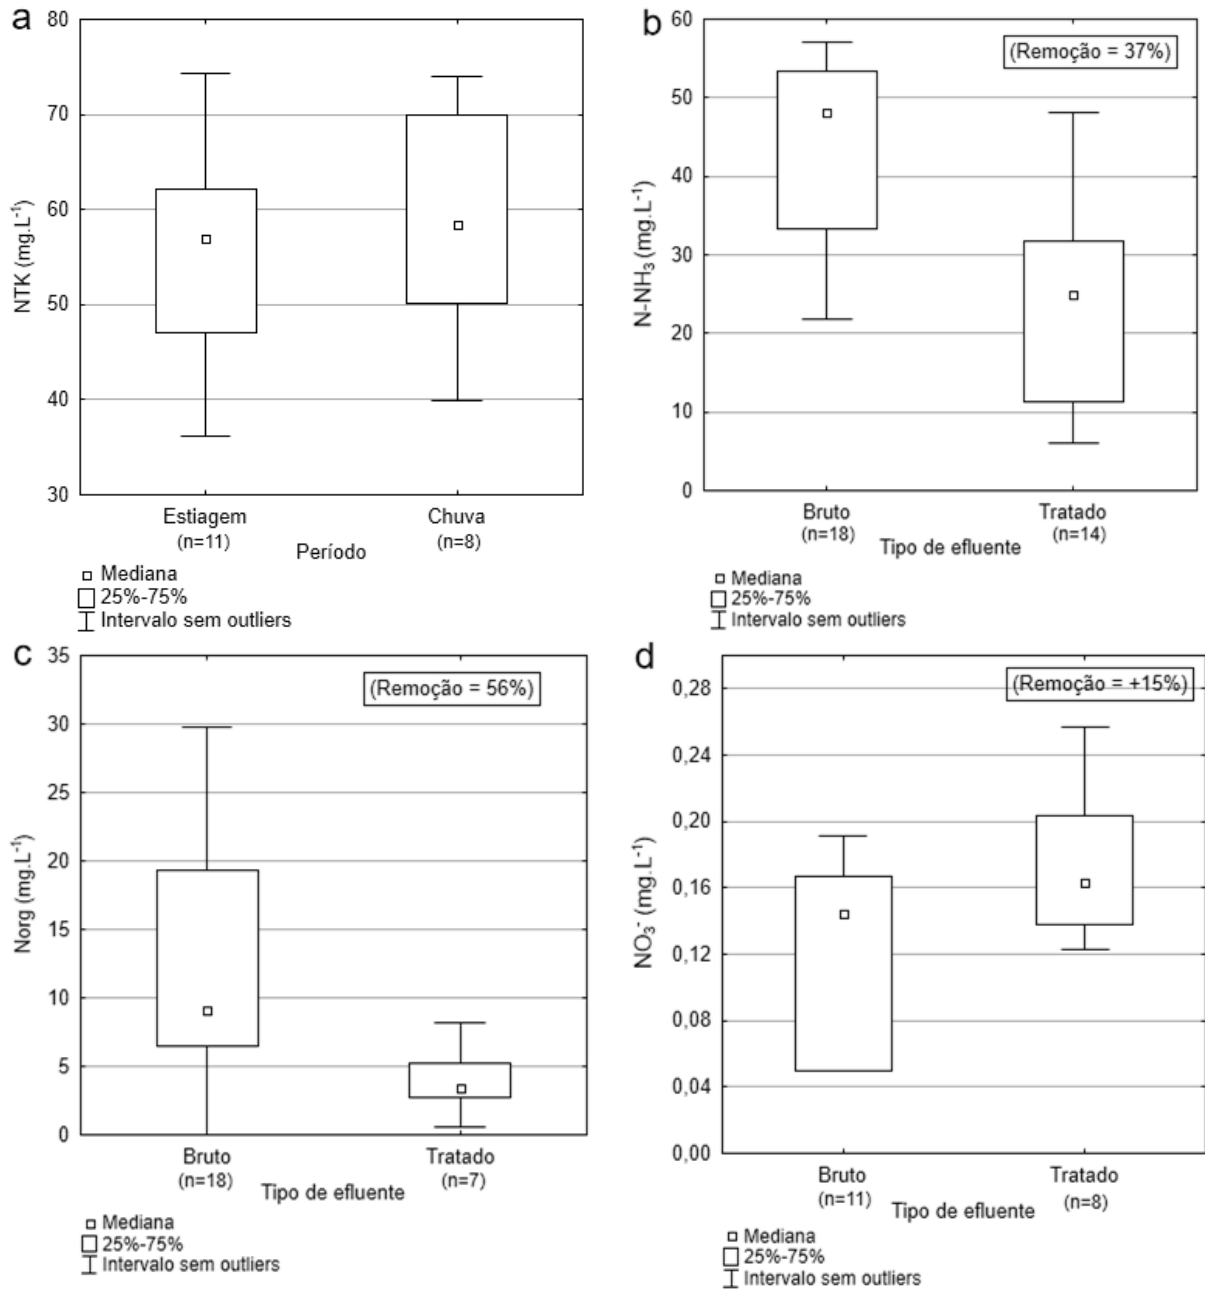 a
80
70
60
50
40
30
NTK (mg.L⁻¹)
Estiagem
(n=11)
Chuva
(n=8)
Período
Mediana
25%-75%
Intervalo sem outliers
b
(Remoção = 37%)
60
50
40
30
20
10
0
N-NH₃ (mg.L⁻¹)
Bruto
(n=18)
Tratado
(n=14)
Tipo de efluente
Mediana
25%-75%
Intervalo sem outliers
c
(Remoção = 56%)
35
30
25
20
15
10
5
0
Norg (mg.L⁻¹)
Bruto
(n=18)
Tratado
(n=7)
Tipo de efluente
Mediana
25%-75%
Intervalo sem outliers
d
(Remoção = +15%)
0,28
0,24
0,20
0,16
0,12
0,08
0,04
0,00
NO₃⁻ (mg.L⁻¹)
Bruto
(n=11)
Tratado
(n=8)
Tipo de efluente
Mediana
25%-75%
Intervalo sem outliers